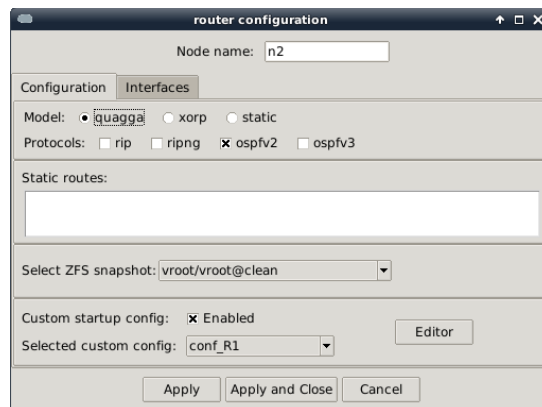 router configuration
Node name: n2
Configuration Interfaces
Model: quagga xorp static
Protocols: rip ripng ospfv2 ospfv3
Static routes:
Select ZFS snapshot: vroot/vroot@clean
Custom startup config: Enabled
Editor
Selected custom config: conf_R1
Apply Apply and Close Cancel